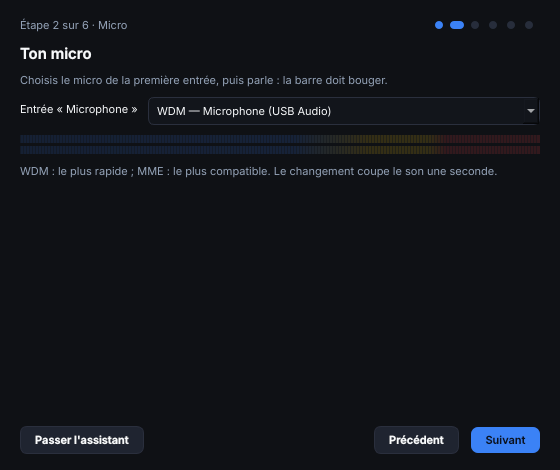 Étape 2 sur 6 · Micro
Ton micro
Choisis le micro de la première entrée, puis parle : la barre doit bouger.
Entrée « Microphone »
WDM — Microphone (USB Audio)
WDM : le plus rapide ; MME : le plus compatible. Le changement coupe le son une seconde.
Passer l'assistant
Précédent
Suivant